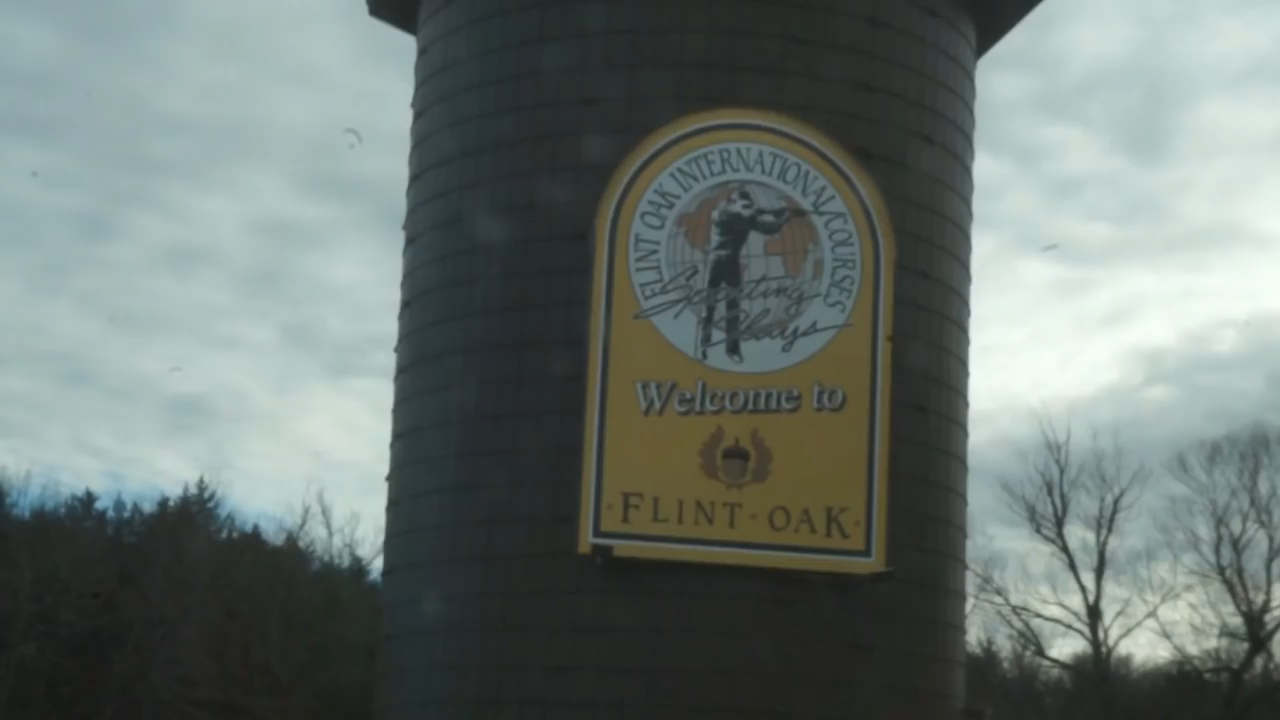 FLINT OAK INTERNATIONAL COURSES
Sporting
Clays
Welcome to
FLINT OAK